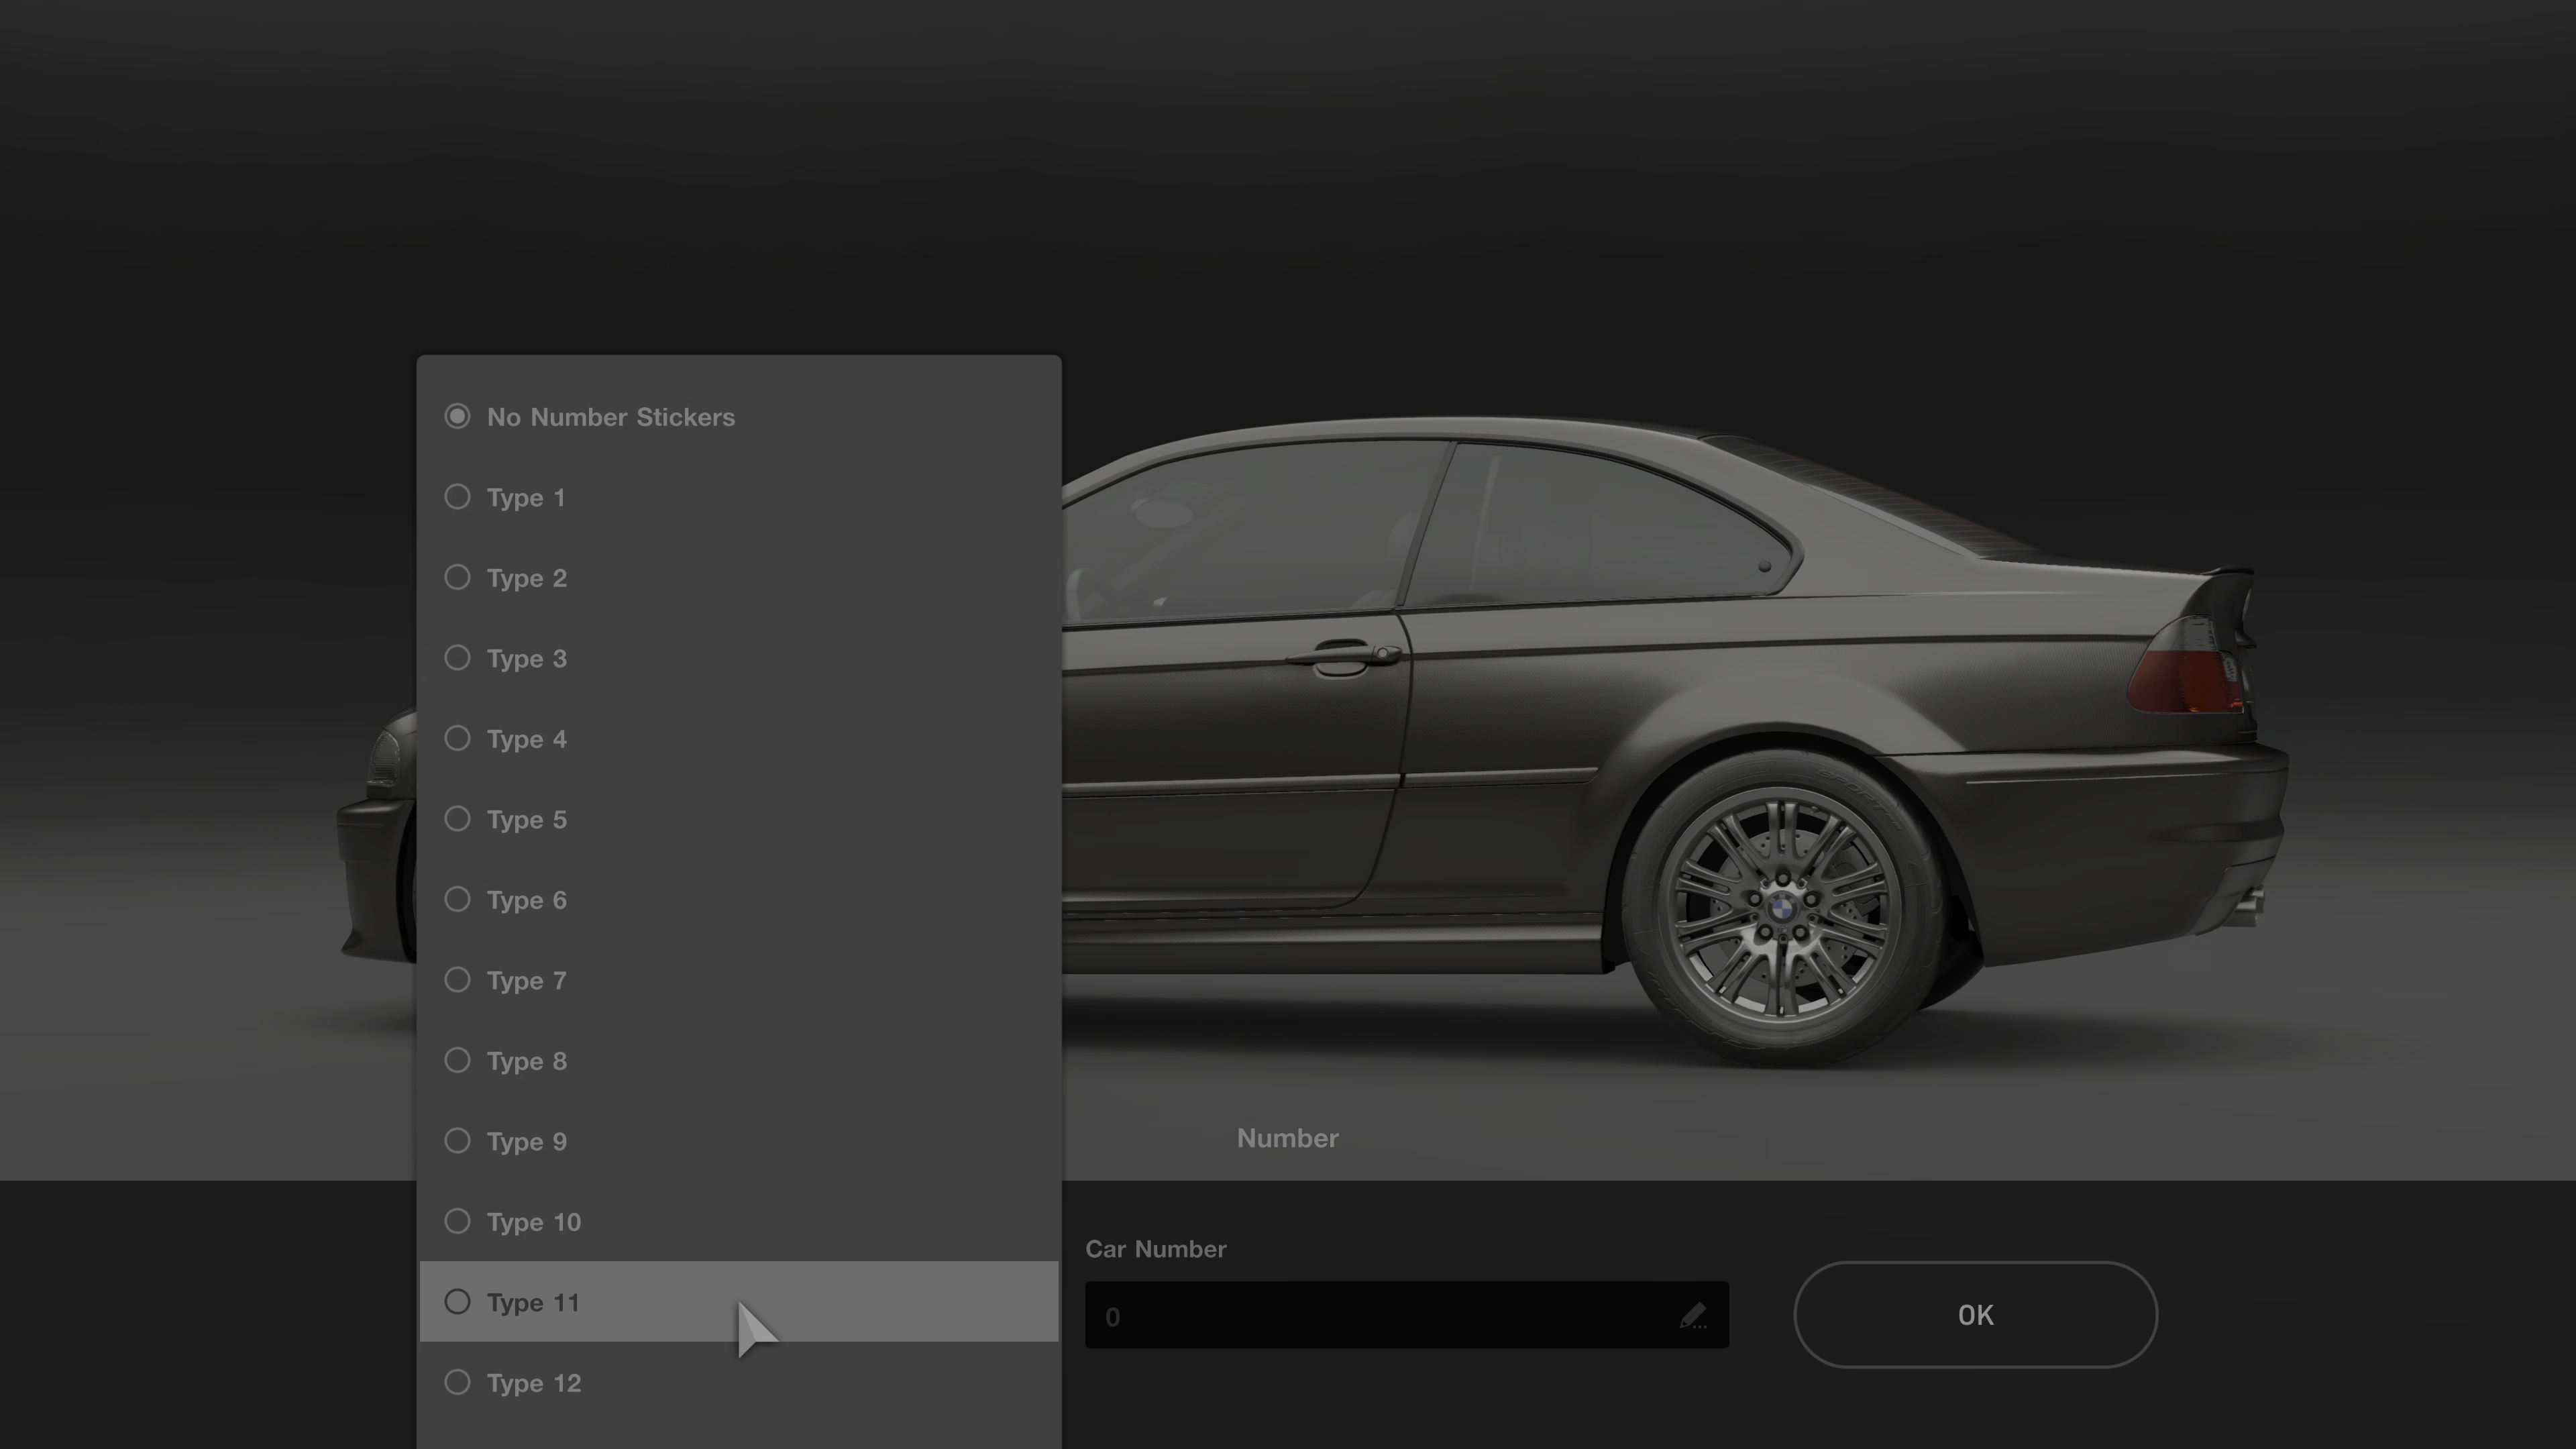 No Number Stickers
Type 1
Type 2
Type 3
Type 4
Type 5
Type 6
Type 7
Type 8
Type 9
Type 10
Type 11
Type 12
Number
Car Number
0
OK